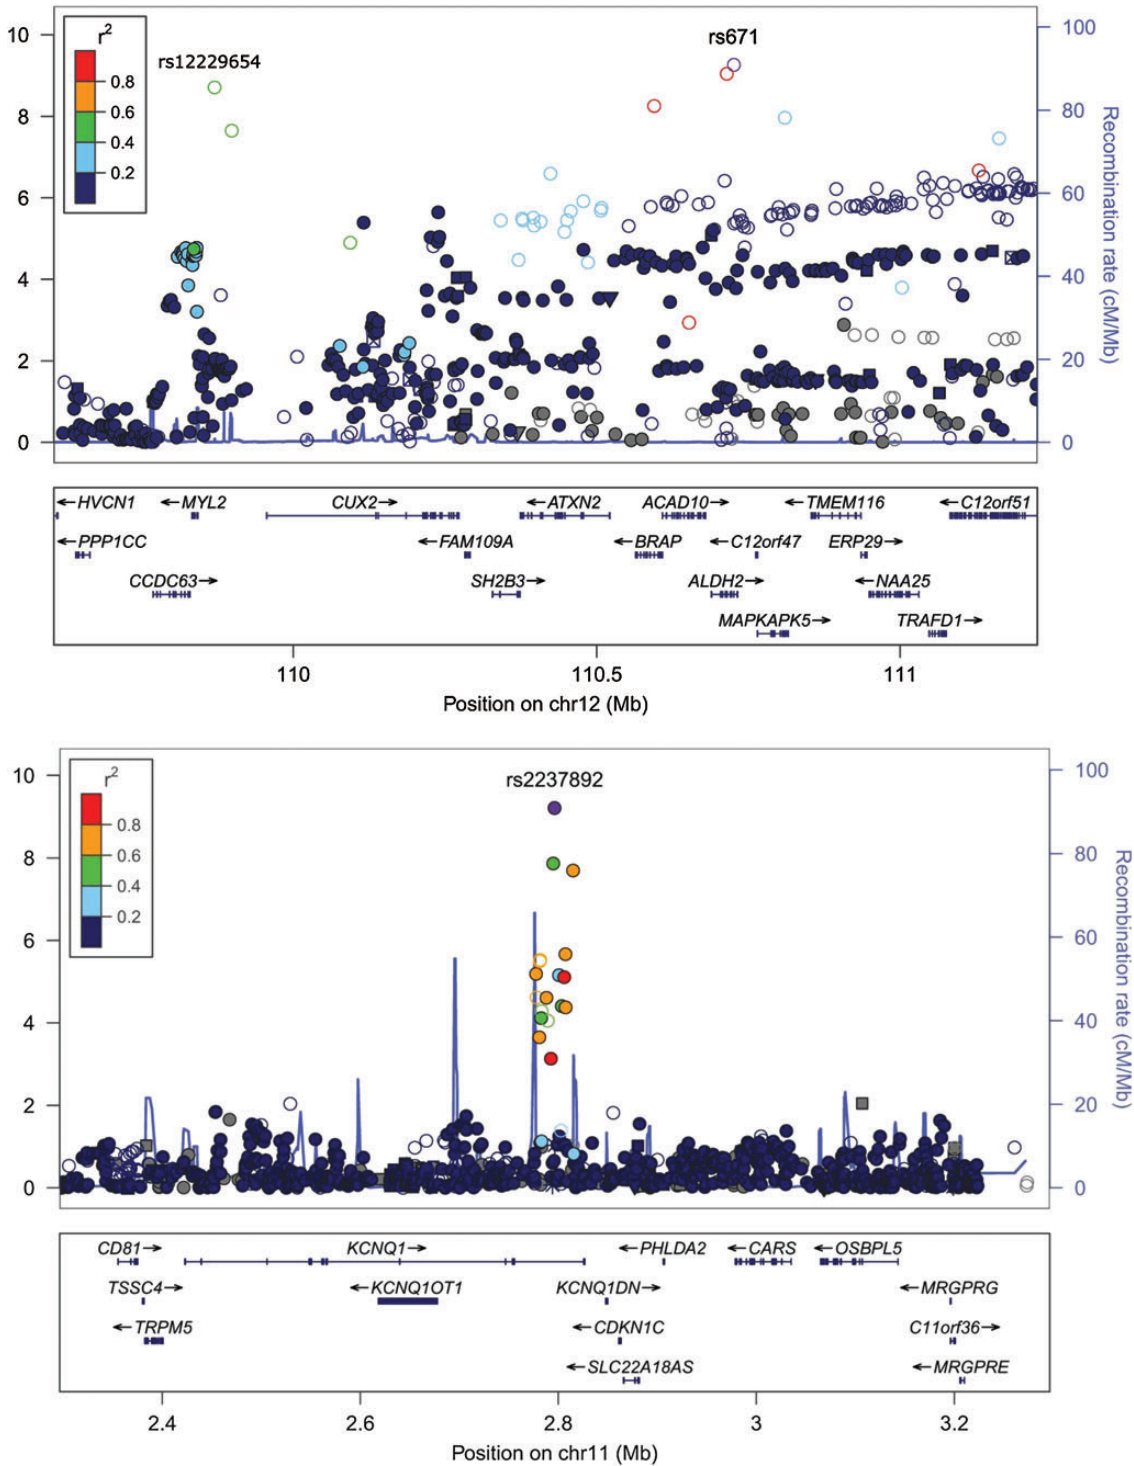 10
8
6
4
2
0
r²
0.8
0.6
0.4
0.2
rs12229654
rs671
100
80
60
40
20
0
Recombination rate (cM/Mb)
←HVCN1 ←MYL2 CUX2→ ←ATXN2 ACAD10→ ←TMEM116 ←C12orf51
←PPP1CC ←FAM109A ←BRAP ←C12orf47 ERP29→
CCDC63→ SH2B3→ ALDH2→ ←NAA25
MAPKAPK5→ TRAFD1→
110 110.5 111
Position on chr12 (Mb)
10
8
6
4
2
0
r²
0.8
0.6
0.4
0.2
rs2237892
100
80
60
40
20
0
Recombination rate (cM/Mb)
CD81→ KCNQ1→ ←PHLDA2 ←CARS ←OSBPL5
TSSC4→ ←KCNQ1OT1 KCNQ1DN→ ←MRGPRG
←TRPM5 ←CDKN1C C11orf36→
←SLC22A18AS ←MRGPRE
2.4 2.6 2.8 3 3.2
Position on chr11 (Mb)